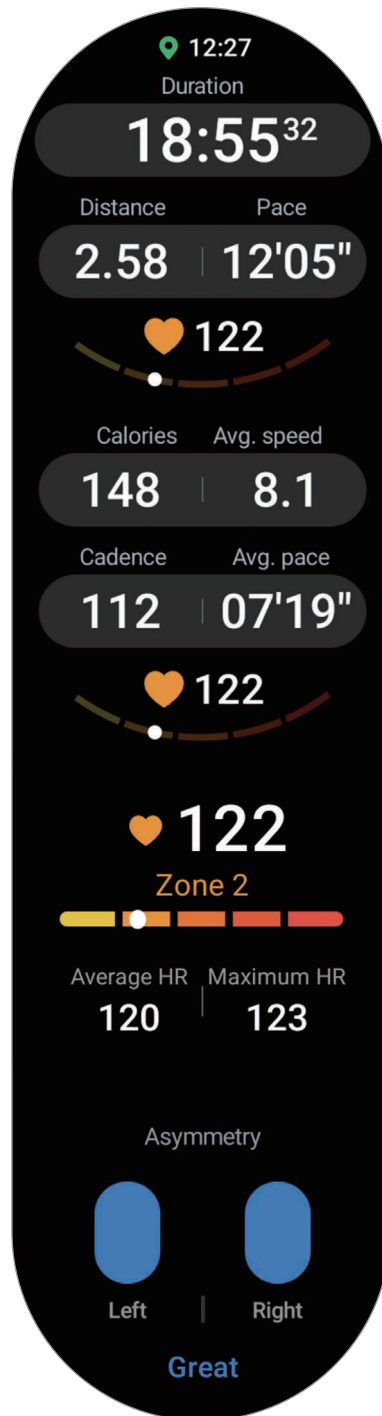 12:27
Duration
18:55³²
Distance Pace
2.58 12'05"
122
Calories Avg. speed
148 8.1
Cadence Avg. pace
112 07'19"
122
122
Zone 2
Average HR Maximum HR
120 123
Asymmetry
Left Right
Great